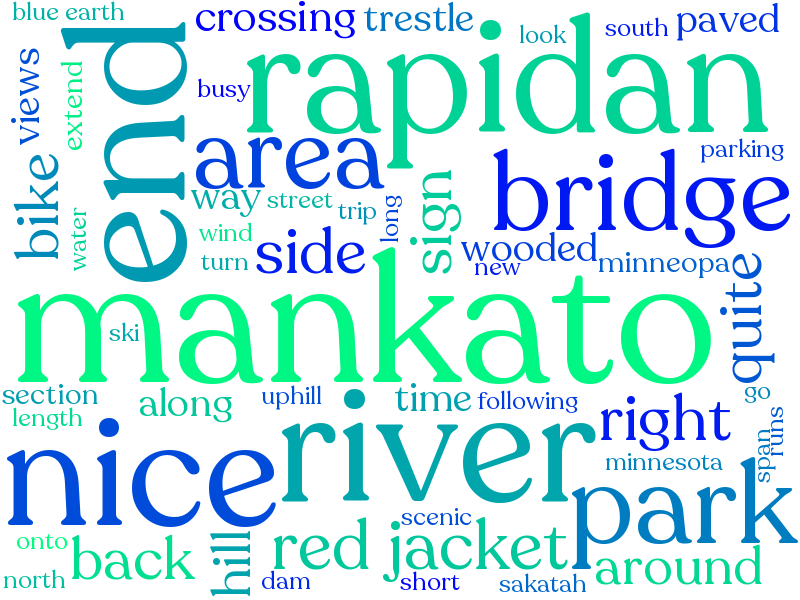 blue earth
crossing
trestle
look
south
paved
views
extend
end
busy
rapidan
area
bridge
parking
bike
water
way
street
trip
long
sign
wooded
wind
turn
side
new
minneopa
quite
mankato
ski
section
length
along
uphill
time
following
right
go
span
runs
nice
river
minnesota
park
scenic
onto
back
hill
red jacket
around
north
dam
short
sakatah